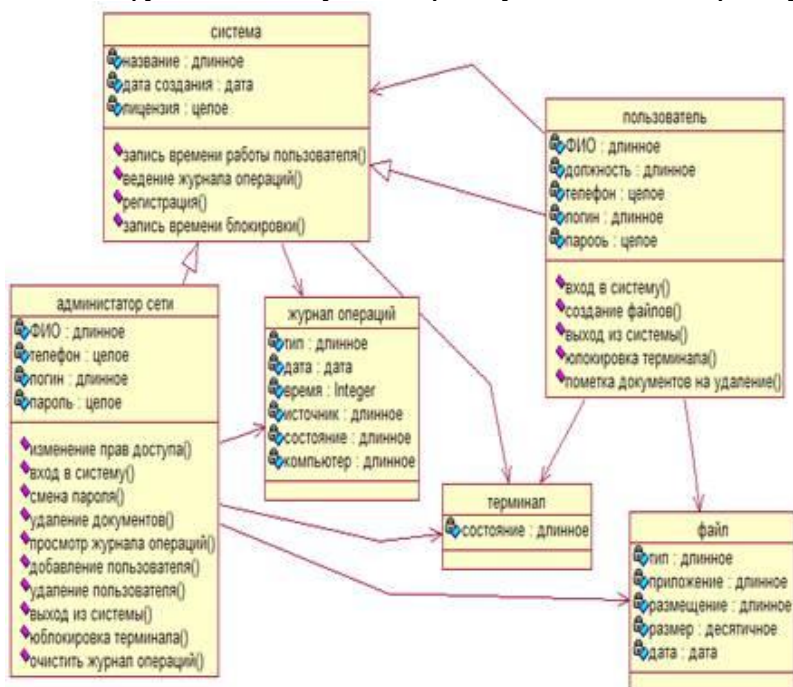 система
название : длинное
дата создания : дата
лицензия : целое
запись времени работы пользователя()
ведение журнала операций()
регистрация()
запись времени блокировки()
пользователь
ФИО : длинное
должность : длинное
телефон : целое
логин : длинное
пароль : целое
вход в систему()
создание файлов()
выход из системы()
юлокировка терминала()
пометка документов на удаление()
администатор сети
ФИО : длинное
телефон : целое
логин : длинное
пароль : целое
изменение прав доступа()
вход в систему()
смена пароля()
удаление документов()
просмотр журнала операций()
добавление пользователя()
удаление пользователя()
выход из системы()
юблокировка терминала()
очистить журнал операций()
журнал операций
тип : длинное
дата : дата
время : Integer
источник : длинное
состояние : длинное
компьютер : длинное
терминал
состояние : длинное
файл
тип : длинное
приложение : длинное
размещение : длинное
размер : десятичное
дата : дата